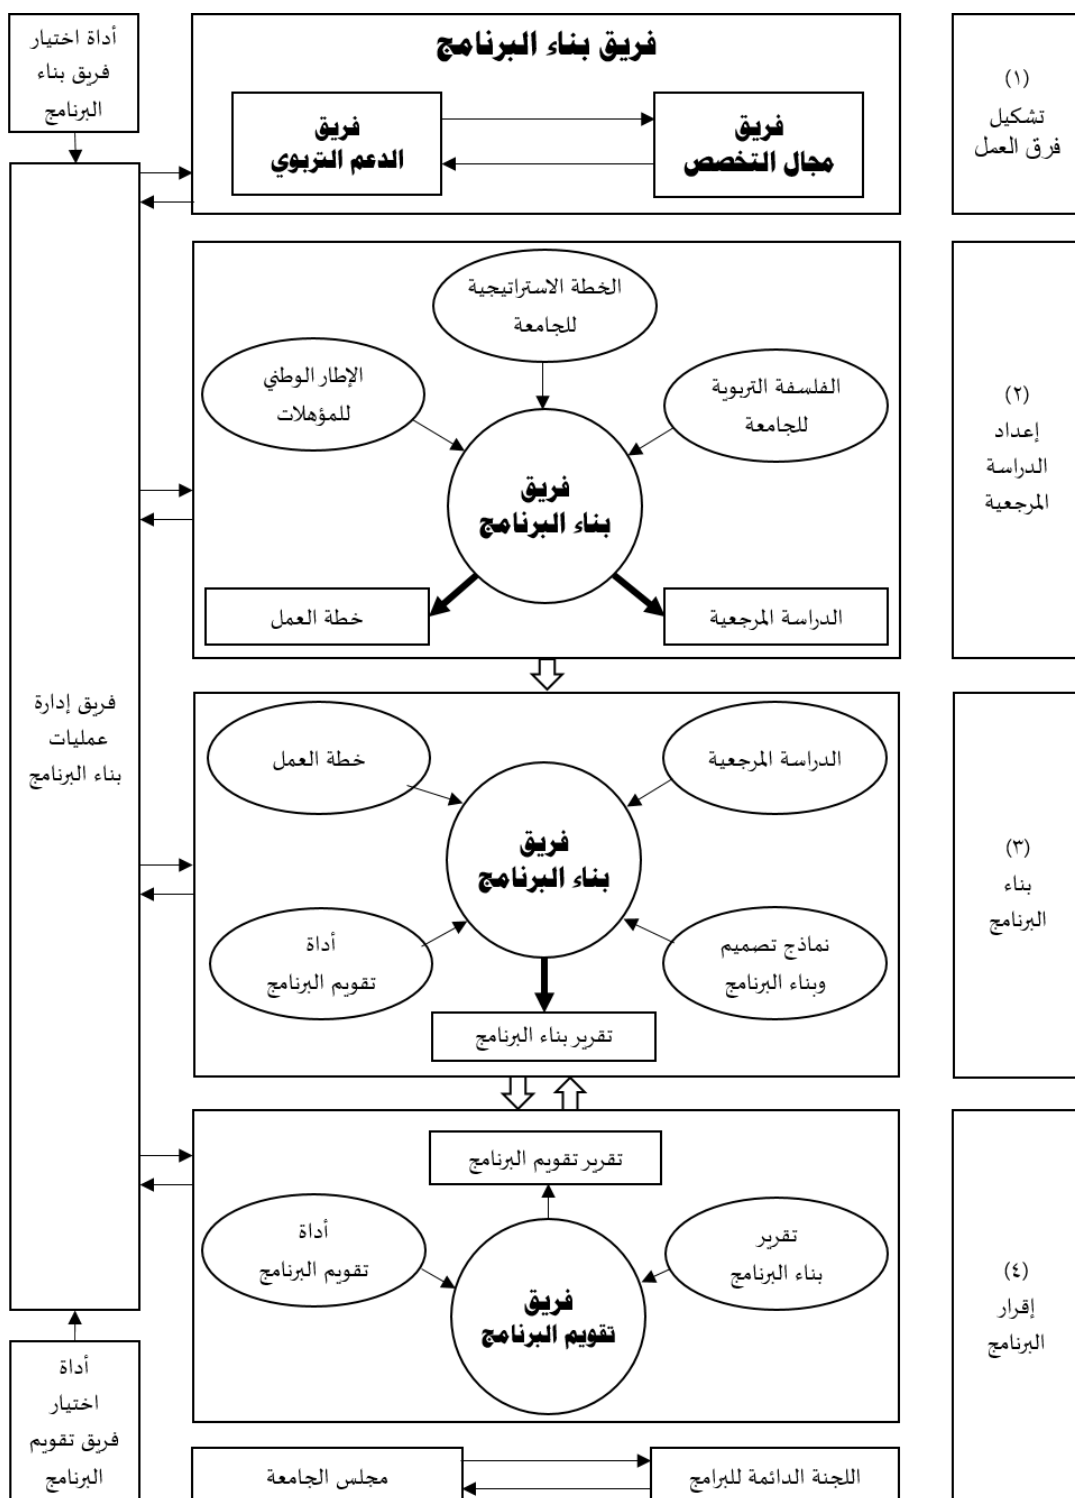 (١)
تشكيل
فرق العمل
فريق بناء البرنامج
فريق
مجال التخصص
فريق
الدعم التربوي
أداة اختيار
فريق بناء
البرنامج
(٢)
إعداد
الدراسة
المرجعية
الخطة الاستراتيجية
للجامعة
الفلسفة التربوية
للجامعة
الإطار الوطني
للمؤهلات
فريق
بناء البرنامج
الدراسة المرجعية
خطة العمل
فريق إدارة
عمليات
بناء البرنامج
(٣)
بناء
البرنامج
الدراسة المرجعية
خطة العمل
فريق
بناء البرنامج
نماذج تصميم
وبناء البرنامج
أداة
تقويم البرنامج
تقرير بناء البرنامج
(٤)
إقرار
البرنامج
تقرير تقويم البرنامج
تقرير
بناء البرنامج
أداة
تقويم البرنامج
فريق
تقويم البرنامج
أداة
اختيار
فريق تقويم
البرنامج
اللجنة الدائمة للبرامج
مجلس الجامعة